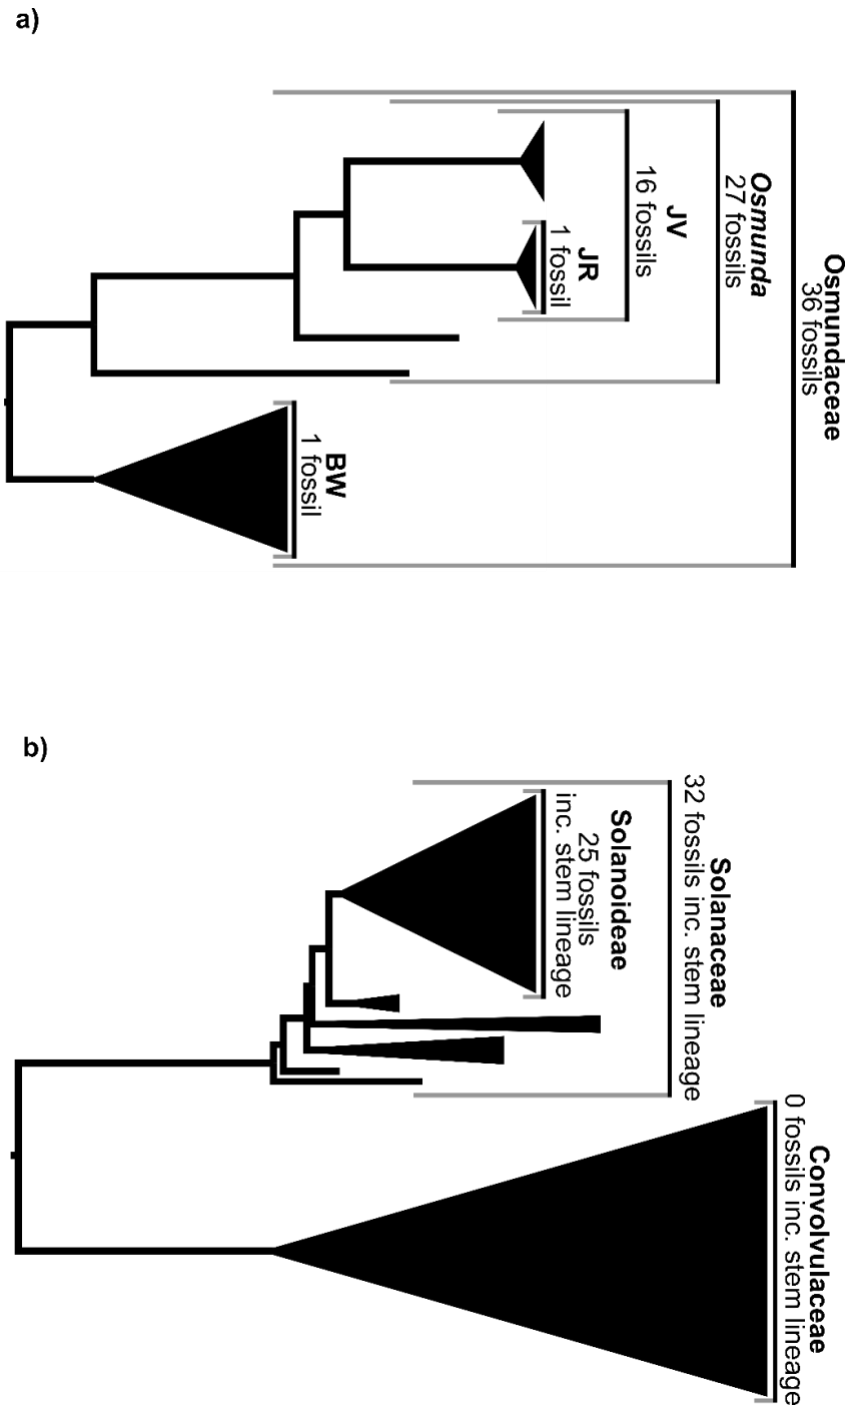 a)
Osmundaceae
36 fossils
Osmunda
27 fossils
JV
16 fossils
JR
1 fossil
BW
1 fossil
b)
Solanaceae
32 fossils inc. stem lineage
Solanoideae
25 fossils
inc. stem lineage
Convolvulaceae
0 fossils inc. stem lineage